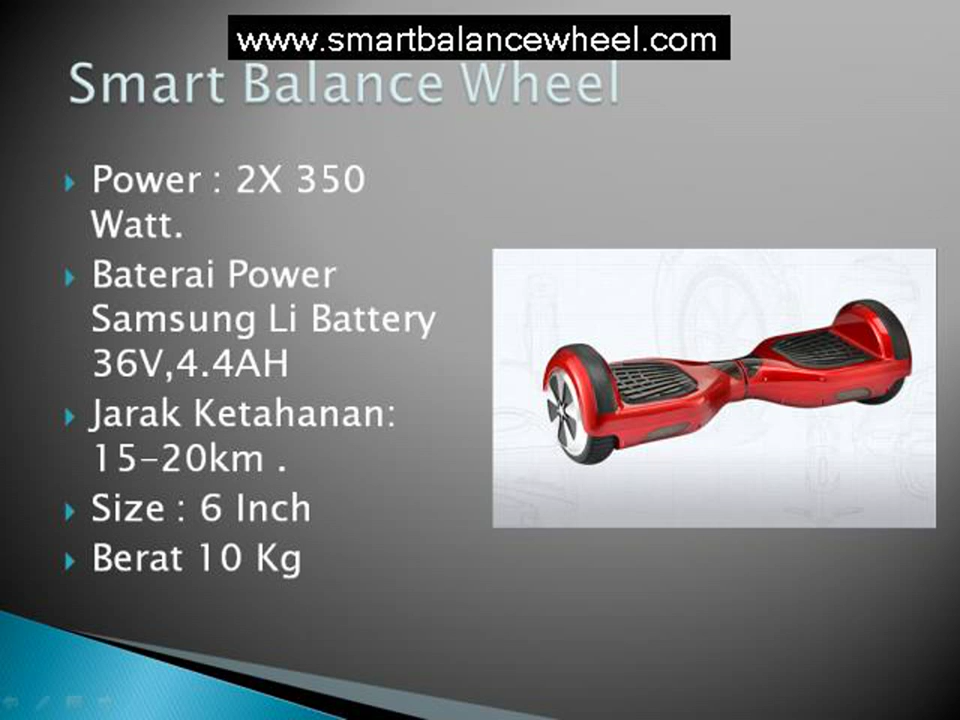 www.smartbalancewheel.com
Smart Balance Wheel
Power : 2X 350
Watt.
Baterai Power
Samsung Li Battery
36V,4.4AH
Jarak Ketahanan:
15-20km .
Size : 6 Inch
Berat 10 Kg